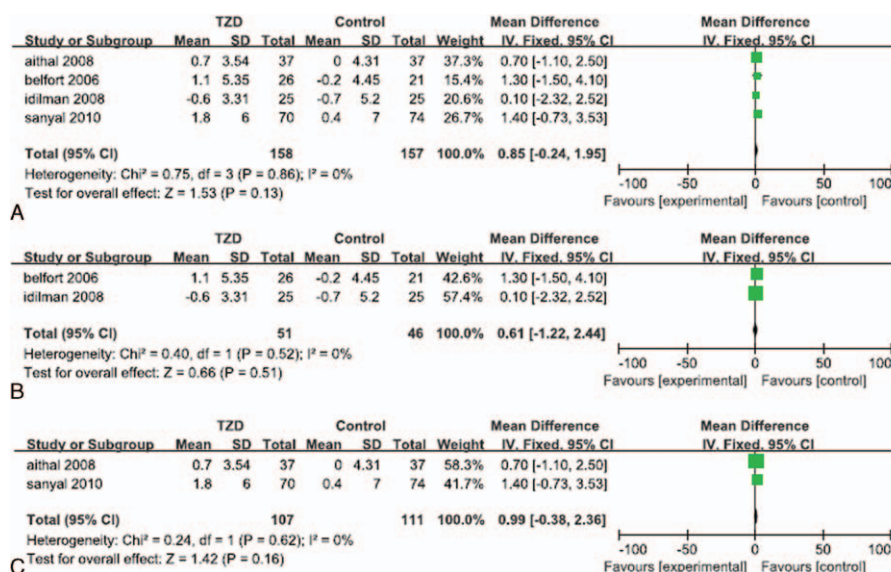 TZD Control Mean Difference Mean Difference
Study or Subgroup Mean SD Total Mean SD Total Weight IV. Fixed. 95% CI IV. Fixed. 95% CI
aithal 2008 0.7 3.54 37 0 4.31 37 37.3% 0.70 [-1.10, 2.50]
belfort 2006 1.1 5.35 26 -0.2 4.45 21 15.4% 1.30 [-1.50, 4.10]
idilman 2008 -0.6 3.31 25 -0.7 5.2 25 20.6% 0.10 [-2.32, 2.52]
sanyal 2010 1.8 6 70 0.4 7 74 26.7% 1.40 [-0.73, 3.53]
Total (95% CI) 158 157 100.0% 0.85 [-0.24, 1.95]
Heterogeneity: Chi² = 0.75, df = 3 (P = 0.86); I² = 0%
Test for overall effect: Z = 1.53 (P = 0.13)
-100 -50 0 50 100
Favours [experimental] Favours [control]
A
TZD Control Mean Difference Mean Difference
Study or Subgroup Mean SD Total Mean SD Total Weight IV. Fixed. 95% CI IV. Fixed. 95% CI
belfort 2006 1.1 5.35 26 -0.2 4.45 21 42.6% 1.30 [-1.50, 4.10]
idilman 2008 -0.6 3.31 25 -0.7 5.2 25 57.4% 0.10 [-2.32, 2.52]
Total (95% CI) 51 46 100.0% 0.61 [-1.22, 2.44]
Heterogeneity: Chi² = 0.40, df = 1 (P = 0.52); I² = 0%
Test for overall effect: Z = 0.66 (P = 0.51)
-100 -50 0 50 100
Favours [experimental] Favours [control]
B
TZD Control Mean Difference Mean Difference
Study or Subgroup Mean SD Total Mean SD Total Weight IV. Fixed. 95% CI IV. Fixed. 95% CI
aithal 2008 0.7 3.54 37 0 4.31 37 58.3% 0.70 [-1.10, 2.50]
sanyal 2010 1.8 6 70 0.4 7 74 41.7% 1.40 [-0.73, 3.53]
Total (95% CI) 107 111 100.0% 0.99 [-0.38, 2.36]
Heterogeneity: Chi² = 0.24, df = 1 (P = 0.62); I² = 0%
Test for overall effect: Z = 1.42 (P = 0.16)
-100 -50 0 50 100
Favours [experimental] Favours [control]
C